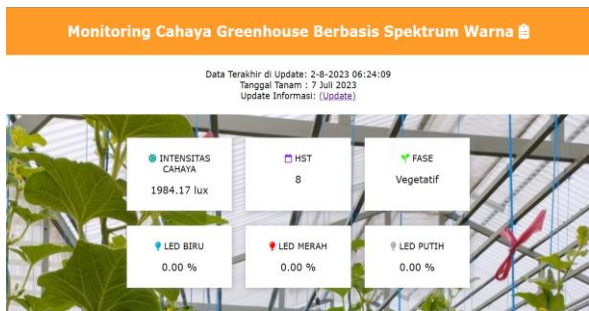 Monitoring Cahaya Greenhouse Berbasis Spektrum Warna
Data Terakhir di Update: 2-8-2023 06:24:09
Tanggal Tanam : 7 Juli 2023
Update Informasi: (Update)
INTENSITAS
CAHAYA
1984.17 lux
HST
8
FASE
Vegetatif
LED BIRU
0.00 %
LED MERAH
0.00 %
LED PUTIH
0.00 %